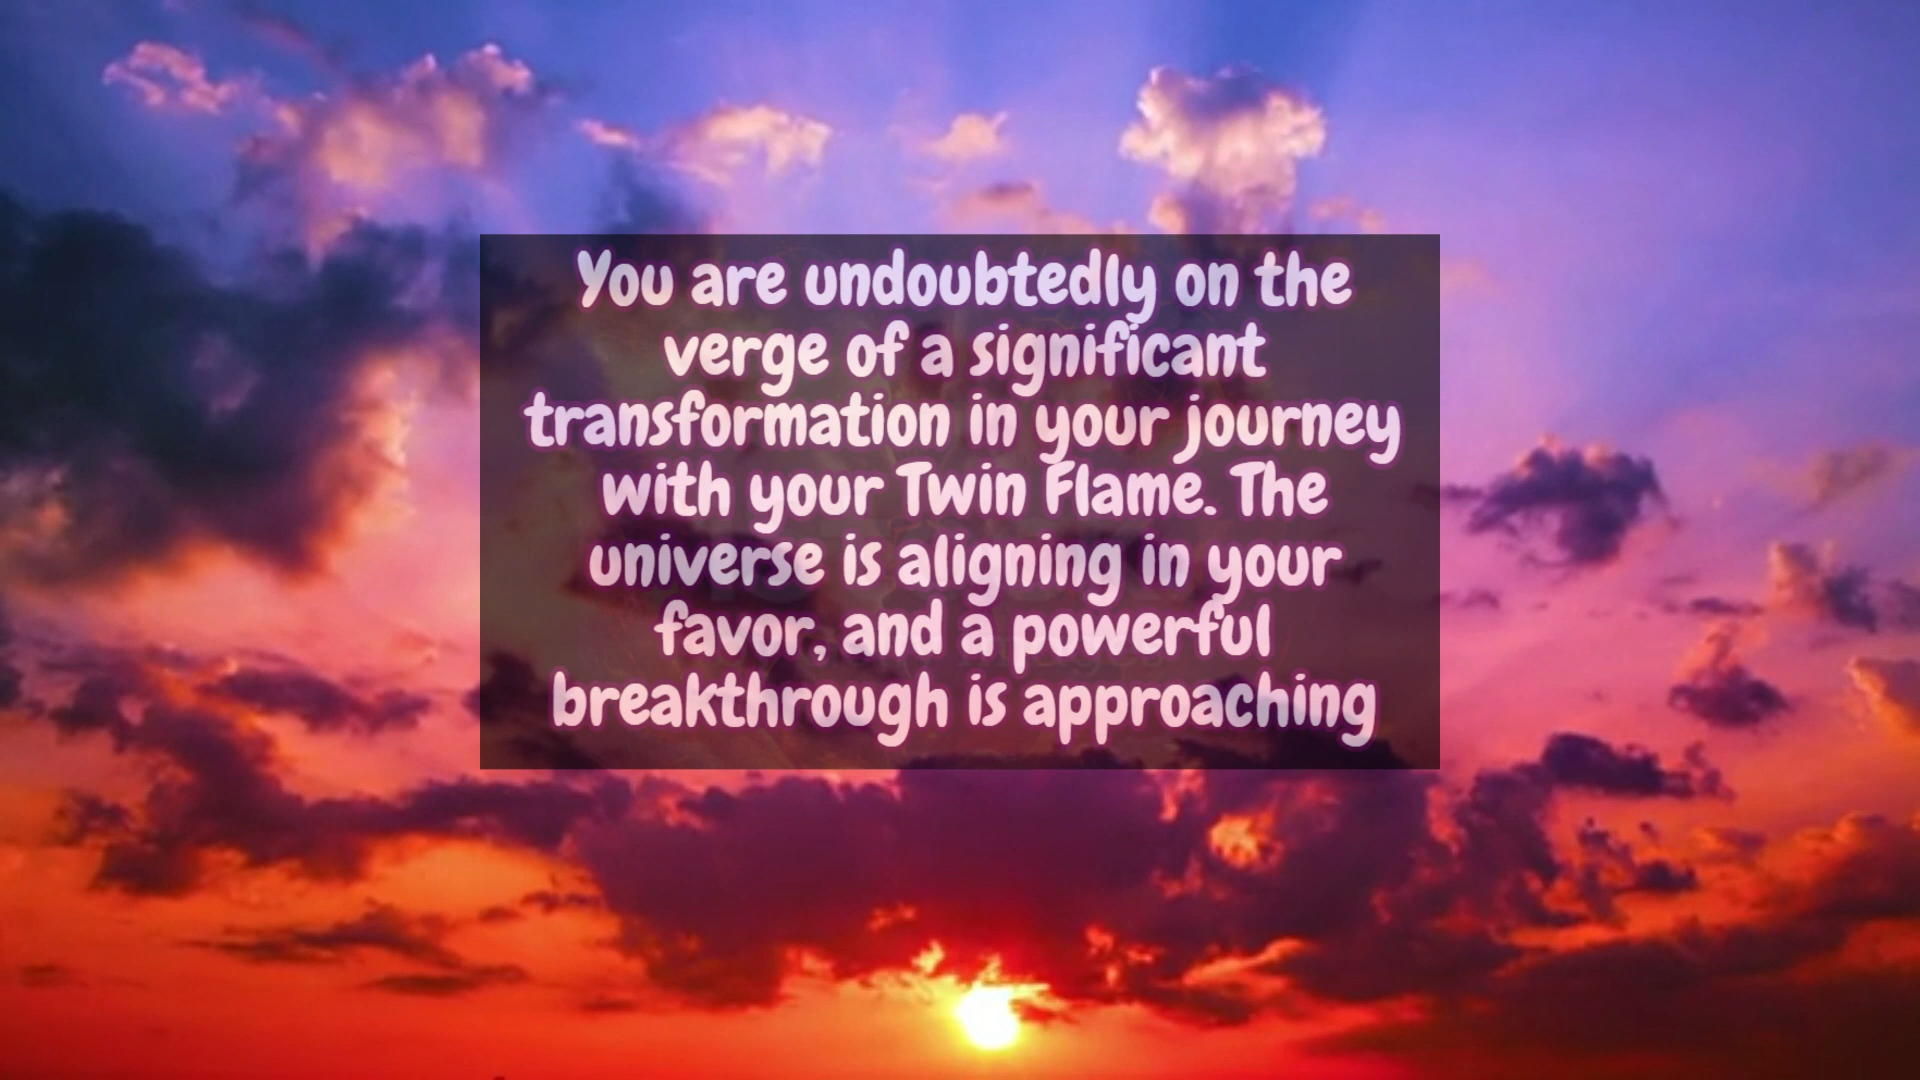 You are undoubtedly on the
verge of a significant
transformation in your journey
with your Twin Flame. The
universe is aligning in your
favor, and a powerful
breakthrough is approaching